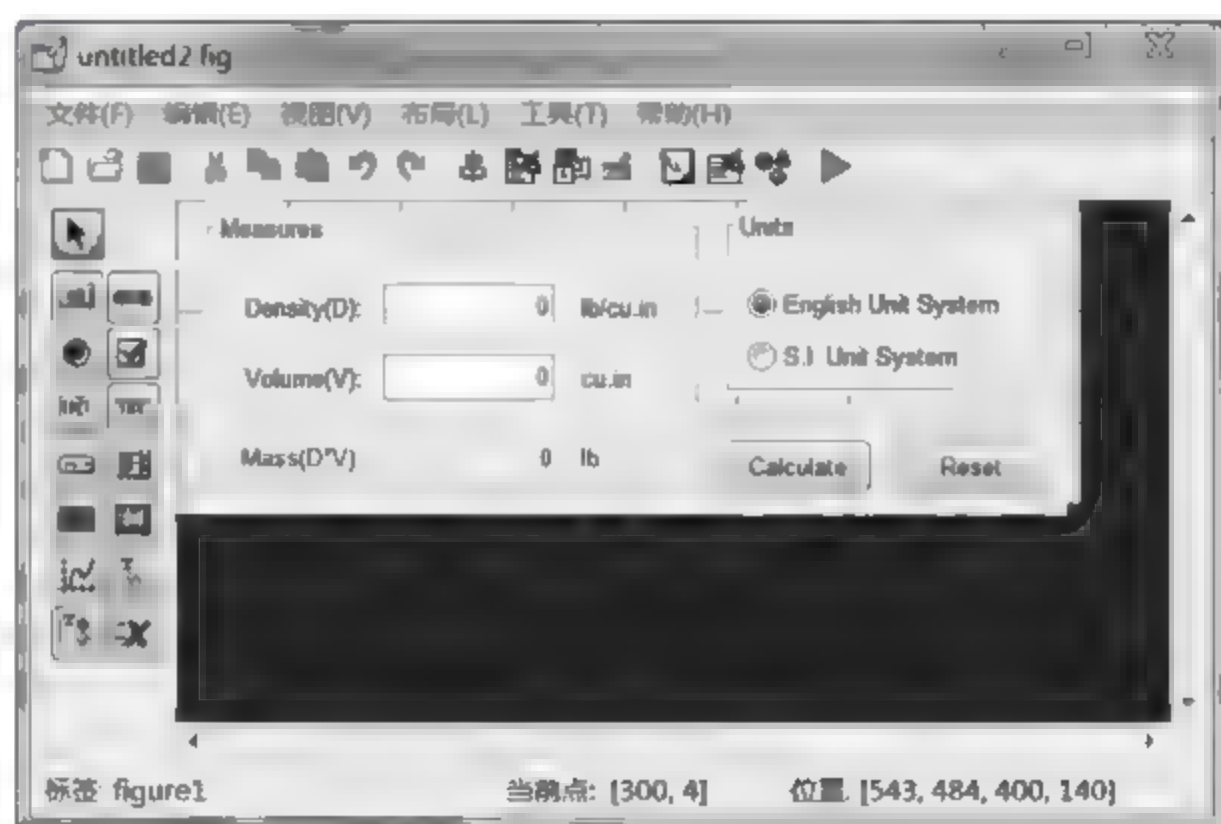 untitled2 fig
文件(F) 编辑(E) 视图(V) 布局(L) 工具(T) 帮助(H)
Measures
Units
Density(D): 0 lb/cu.in
English Unit System
S.I. Unit System
Volume(V): 0 cu.in
Mass(D*V) 0 lb
Calculate Reset
标签 figure1 当前点: [300, 4] 位置 [543, 484, 400, 140]